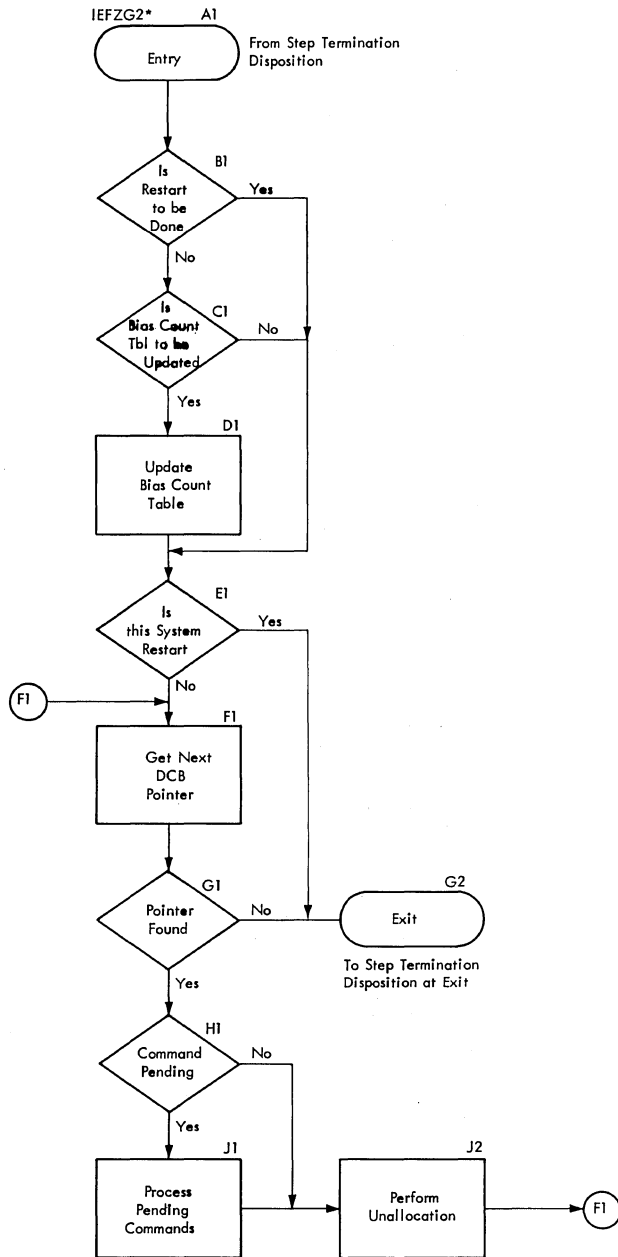 IEFZG2* A1
From Step Termination
Disposition
Entry
B1
Is
Restart
to be
Done
Yes
No
C1
Is
Bias Count
Tbl to be
Updated
No
Yes
D1
Update
Bias Count
Table
E1
Is
this System
Restart
Yes
No
F1
F1
Get Next
DCB
Pointer
G1
Pointer
Found
No
G2
Exit
To Step Termination
Disposition at Exit
Yes
H1
Command
Pending
No
Yes
J1
Process
Pending
Commands
J2
Perform
Unallocation
F1